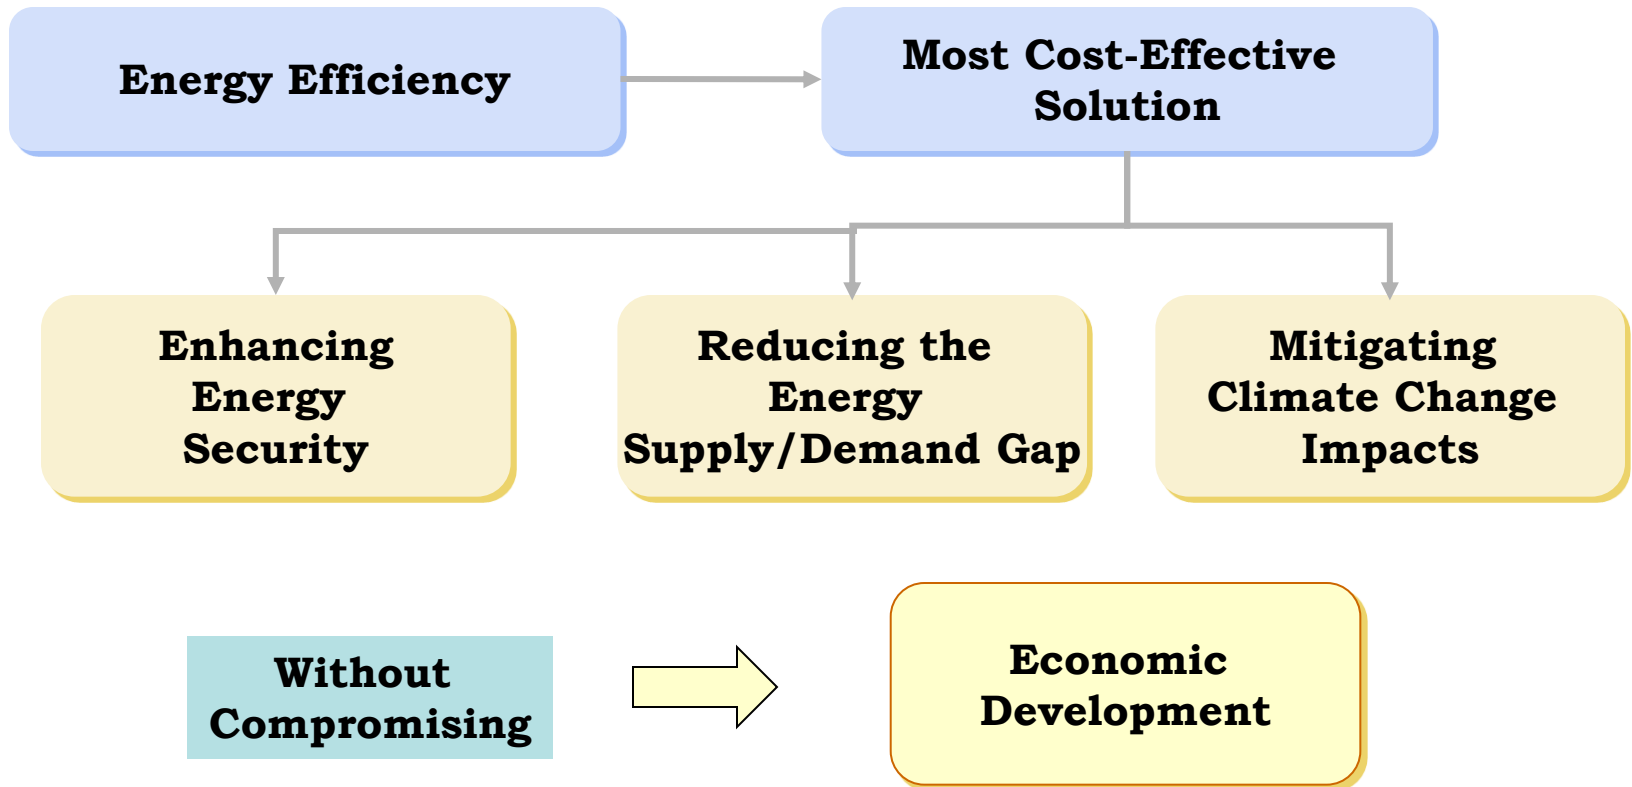 Energy Efficiency
Most Cost-Effective
Solution
Enhancing
Energy
Security
Reducing the
Energy
Supply/Demand Gap
Mitigating
Climate Change
Impacts
Without
Compromising
Economic
Development